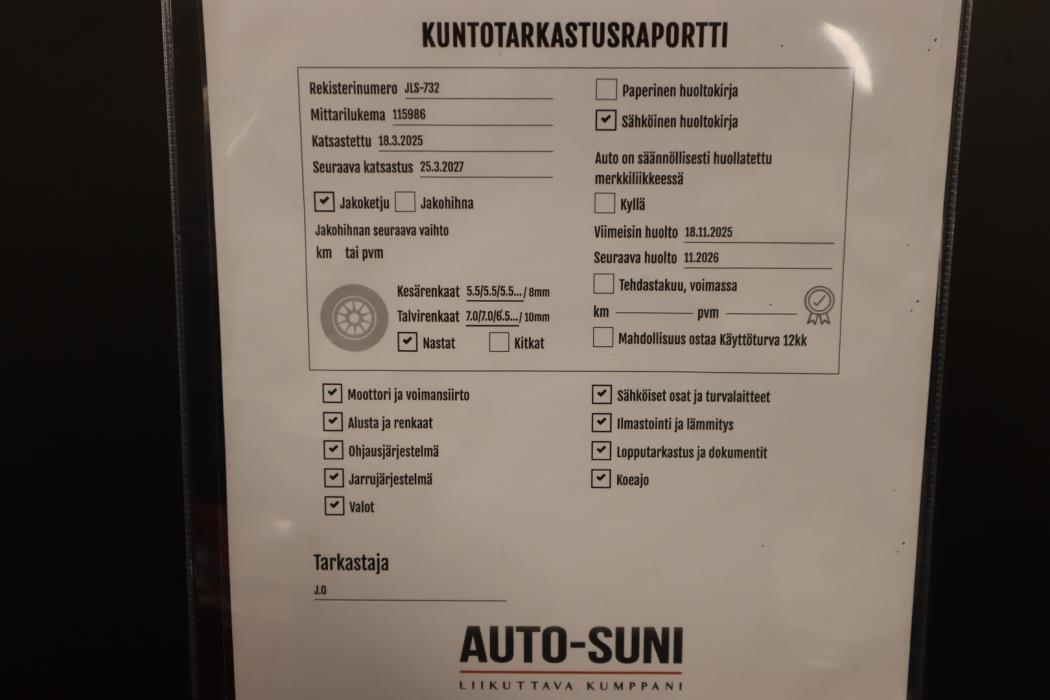 KUNTOTARKASTUSRAPORTTI
Rekisterinumero JLS-732
Mittarilukema 115986
Katsastettu 18.3.2025
Seuraava katsastus 25.3.2027
Jakoketju Jakohihna
Jakohihnan seuraava vaihto
km tai pvm
Kesärenkaat 5.5/5.5/5.5... / 8mm
Talvirenkaat 7.0/7.0/6.5... / 10mm
Nastat Kitkat
Paperinen huoltokirja
Sähköinen huoltokirja
Auto on säännöllisesti huollatettu
merkkiliikkeessä
Kyllä
Viimeisin huolto 18.11.2025
Seuraava huolto 11.2026
Tehdastakuu, voimassa
km pvm
Mahdollisuus ostaa Käyttöturva 12kk
Moottori ja voimansiirto
Alusta ja renkaat
Ohjausjärjestelmä
Jarrujärjestelmä
Valot
Sähköiset osat ja turvalaitteet
Ilmastointi ja lämmitys
Lopputarkastus ja dokumentit
Koeajo
Tarkastaja
J.O
AUTO-SUNI
LIIKUTTAVA KUMPPANI